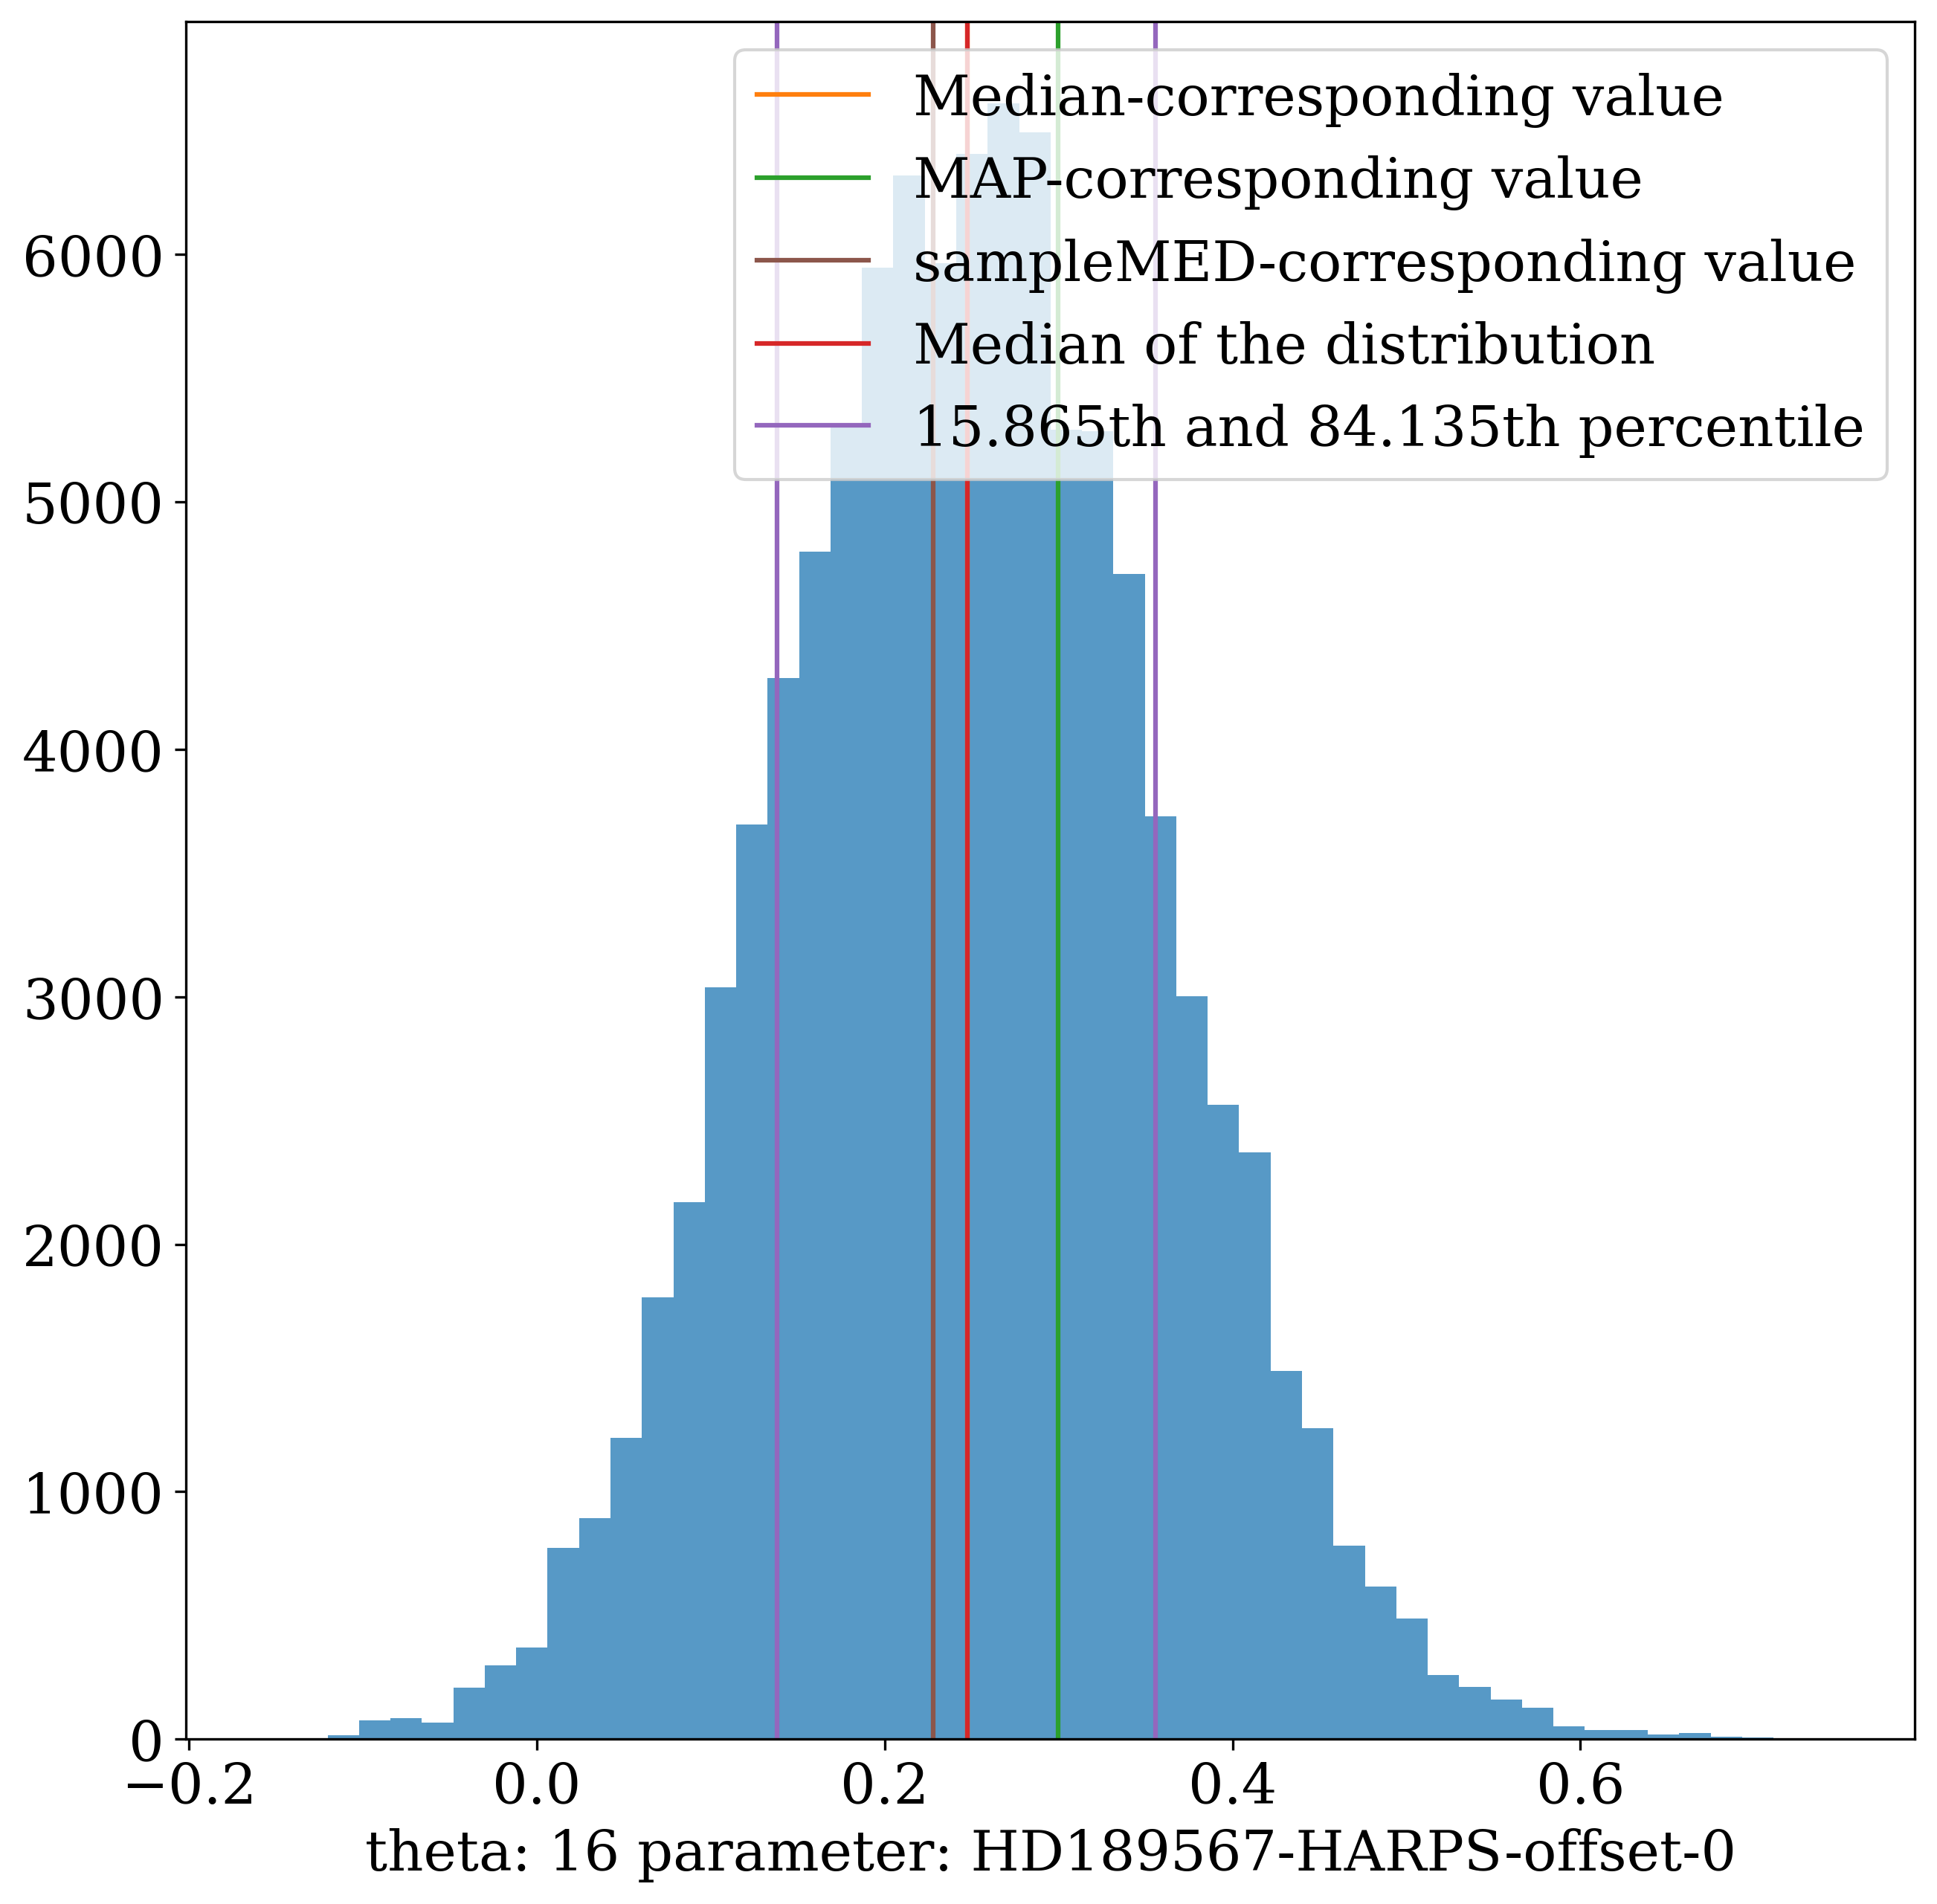 Median-corresponding value
MAP-corresponding value
sampleMED-corresponding value
Median of the distribution
15.865th and 84.135th percentile
6000
5000
4000
3000
2000
1000
0
−0.2 0.0 0.2 0.4 0.6
theta: 16 parameter: HD189567-HARPS-offset-0